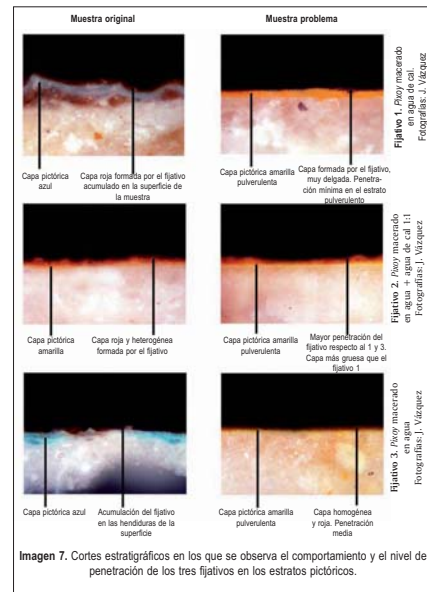 Muestra original
Muestra problema
Capa pictórica
azul
Capa roja formada por el fijativo
acumulado en la superficie de
la muestra
Capa pictórica amarilla
pulverulenta
Capa formada por el fijativo,
muy delgada. Penetra-
ción mínima en el estrato
pulverulento
Fijativo 1. Pixoy macerado
en agua de cal.
Fotografías: J. Vázquez
Capa pictórica
amarilla
Capa roja y heterogénea
formada por el fijativo
Capa pictórica amarilla
pulverulenta
Mayor penetración del
fijativo respecto al 1 y 3.
Capa más gruesa que el
fijativo 1
Fijativo 2. Pixoy macerado
en agua + agua de cal 1:1
Fotografías: J. Vázquez
Capa pictórica azul
Acumulación del fijativo
en las hendiduras de la
superficie
Capa pictórica amarilla
pulverulenta
Capa homogénea
y roja. Penetración
media
Fijativo 3. Pixoy macerado
en agua
Fotografías: J. Vázquez
Imagen 7. Cortes estratigráficos en los que se observa el comportamiento y el nivel de
penetración de los tres fijativos en los estratos pictóricos.